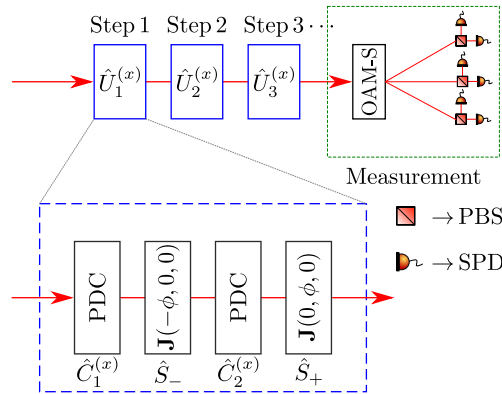 Step 1 Step 2 Step 3 ···
Û₁⁽ˣ⁾ Û₂⁽ˣ⁾ Û₃⁽ˣ⁾ OAM-S
Measurement
→PBS
→SPD
PDC J(−ϕ, 0, 0) PDC J(0, ϕ, 0)
Ĉ₁⁽ˣ⁾ Ŝ₋ Ĉ₂⁽ˣ⁾ Ŝ₊